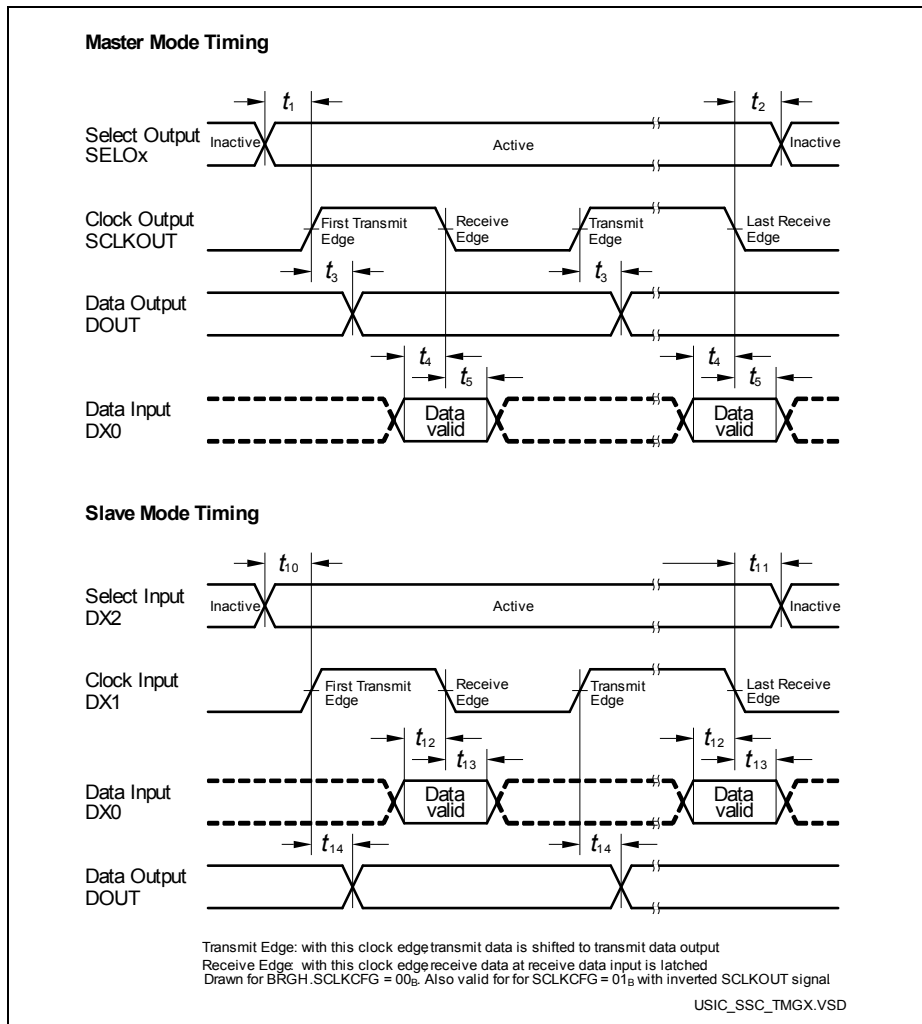 Master Mode Timing
t1
t2
Select Output
SELOx
Inactive
Active
Inactive
Clock Output
SCLKOUT
First Transmit
Edge
Receive
Edge
Transmit
Edge
Last Receive
Edge
t3
t3
Data Output
DOUT
t4
t5
t4
t5
Data Input
DX0
Data
valid
Data
valid
Slave Mode Timing
t10
t11
Select Input
DX2
Inactive
Active
Inactive
Clock Input
DX1
First Transmit
Edge
Receive
Edge
Transmit
Edge
Last Receive
Edge
t12
t13
t12
t13
Data Input
DX0
Data
valid
Data
valid
t14
t14
Data Output
DOUT
Transmit Edge: with this clock edge,transmit data is shifted to transmit data output
Receive Edge: with this clock edge,receive data at receive data input is latched
Drawn for BRGH.SCLKCFG = 00B. Also valid for for SCLKCFG = 01B with inverted SCLKOUT signal.
USIC_SSC_TMGX.VSD